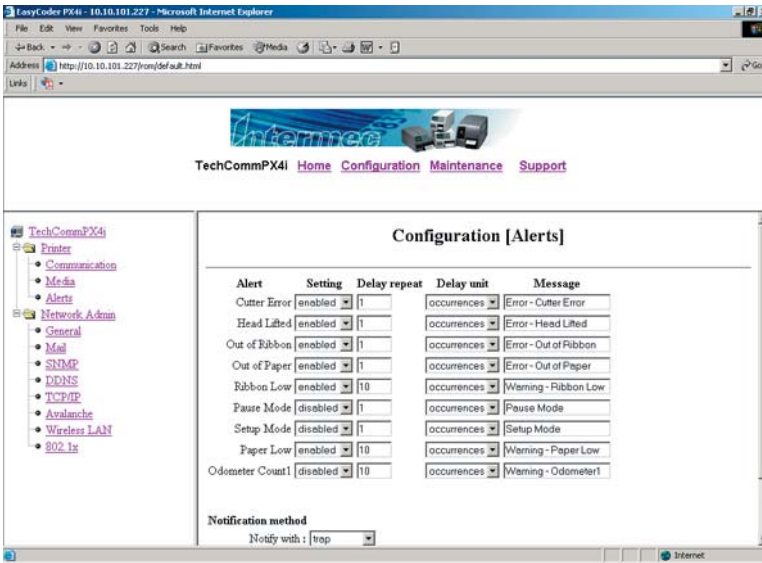 EasyCoder PX4i - 10.10.101.227 - Microsoft Internet Explorer
File Edit View Favorites Tools Help
Back Search Favorites Media
Address http://10.10.101.227/rom/default.html Go
Links
Intermec
TechCommPX4i Home Configuration Maintenance Support
TechCommPX4i
Printer
Communication
Media
Alerts
Network Admin
General
Mail
SNMP
DDNS
TCP/IP
Avalanche
Wireless LAN
802.1x
Configuration [Alerts]
Alert Setting Delay repeat Delay unit Message
Cutter Error enabled 1 occurrences Error - Cutter Error
Head Lifted enabled 1 occurrences Error - Head Lifted
Out of Ribbon enabled 1 occurrences Error - Out of Ribbon
Out of Paper enabled 1 occurrences Error - Out of Paper
Ribbon Low enabled 10 occurrences Warning - Ribbon Low
Pause Mode disabled 1 occurrences Pause Mode
Setup Mode disabled 1 occurrences Setup Mode
Paper Low enabled 10 occurrences Warning - Paper Low
Odometer Count1 disabled 10 occurrences Warning - Odometer1
Notification method
Notify with : trap
Internet